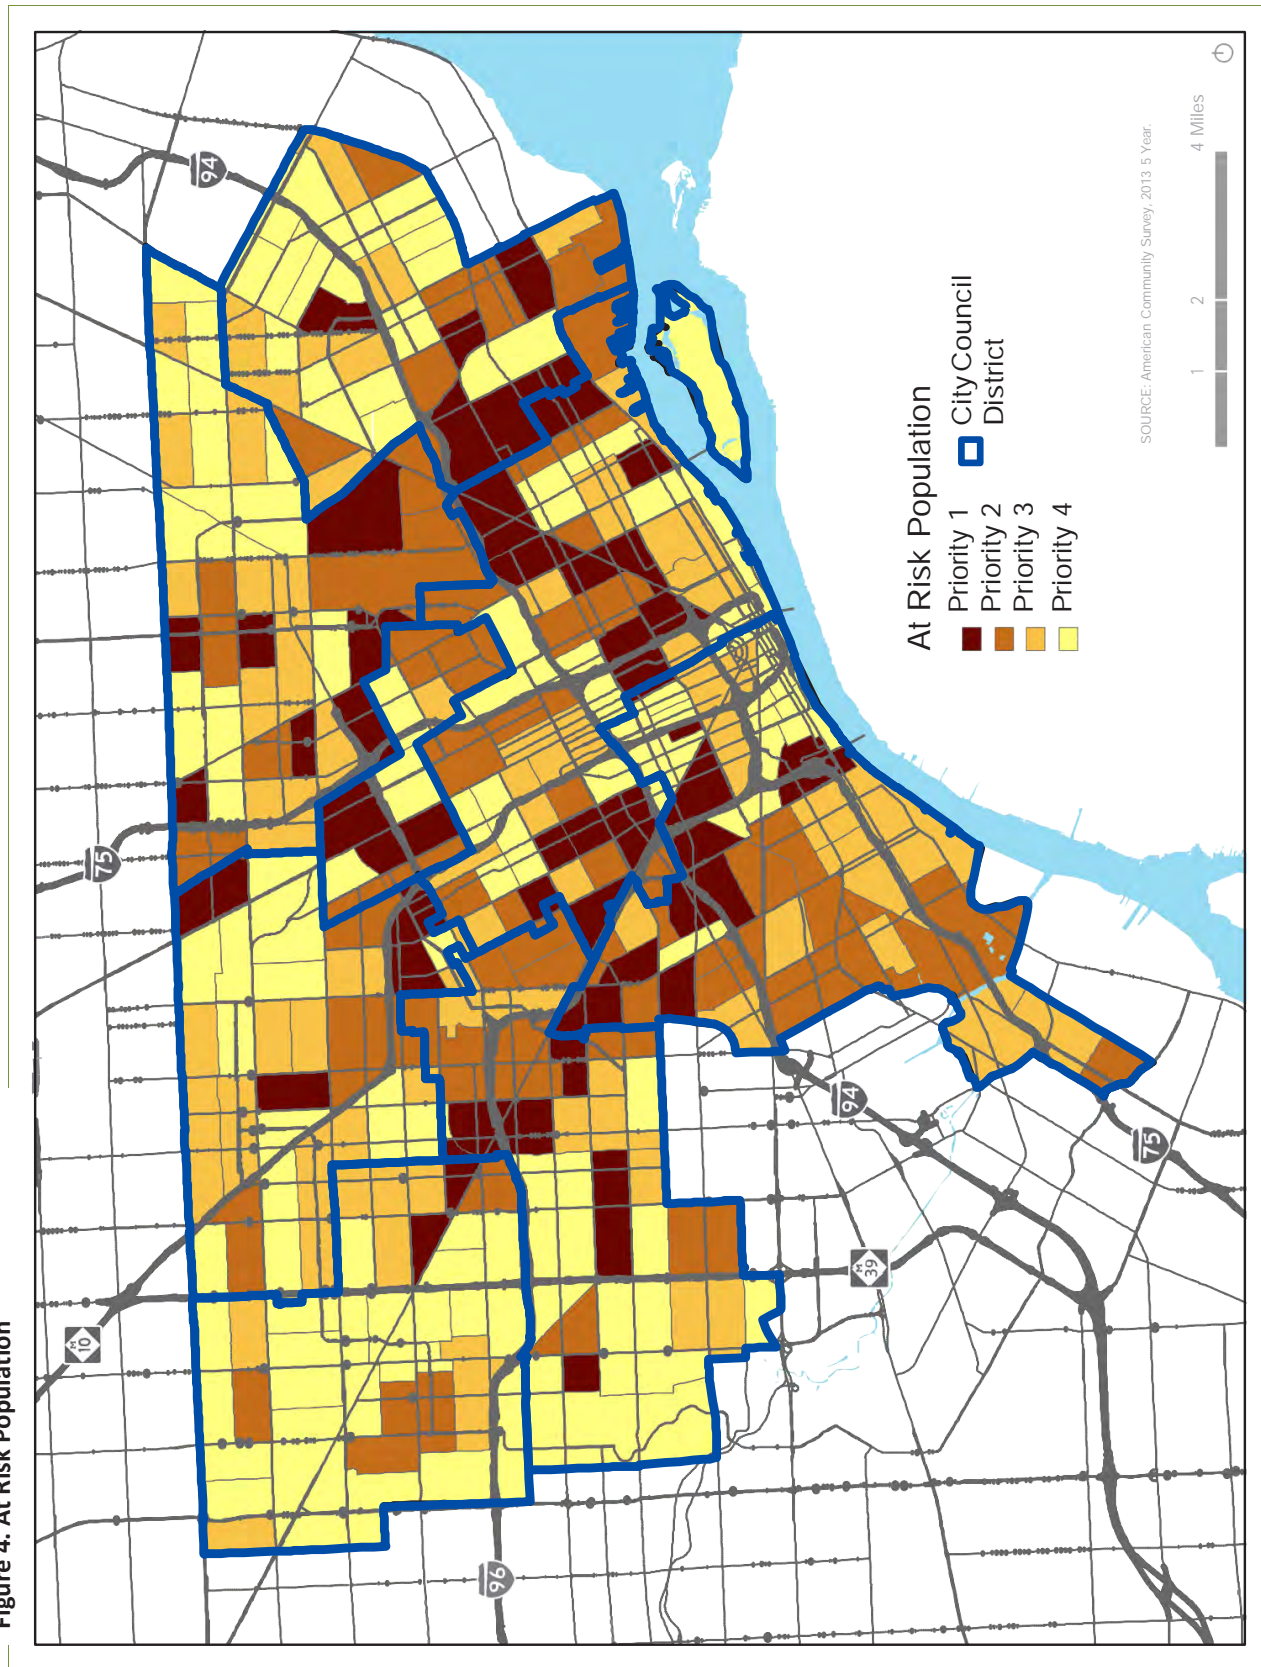 Figure 4. At Risk Population
94
75
M
10
96
M
39
94
75
At Risk Population
Priority 1
Priority 2
Priority 3
Priority 4
City Council
District
SOURCE: American Community Survey, 2013 5 Year.
1
2
4 Miles